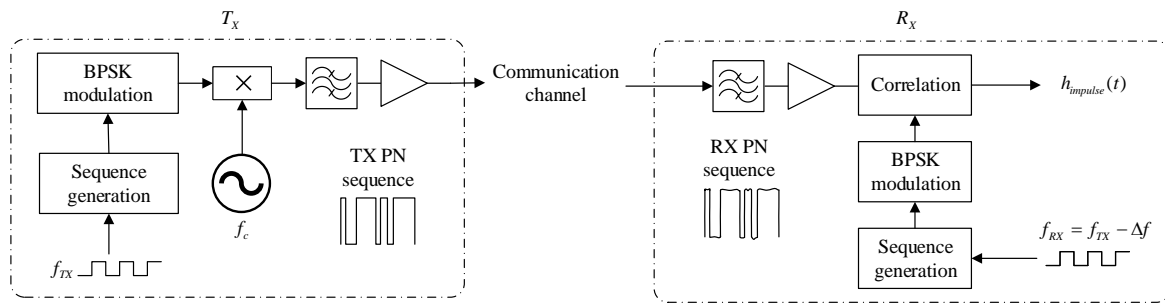 T_X
BPSK
modulation
×
Sequence
generation
f_TX
f_c
TX PN
sequence
Communication
channel
R_X
RX PN
sequence
Correlation
h_impulse(t)
BPSK
modulation
Sequence
generation
f_RX = f_TX − Δf